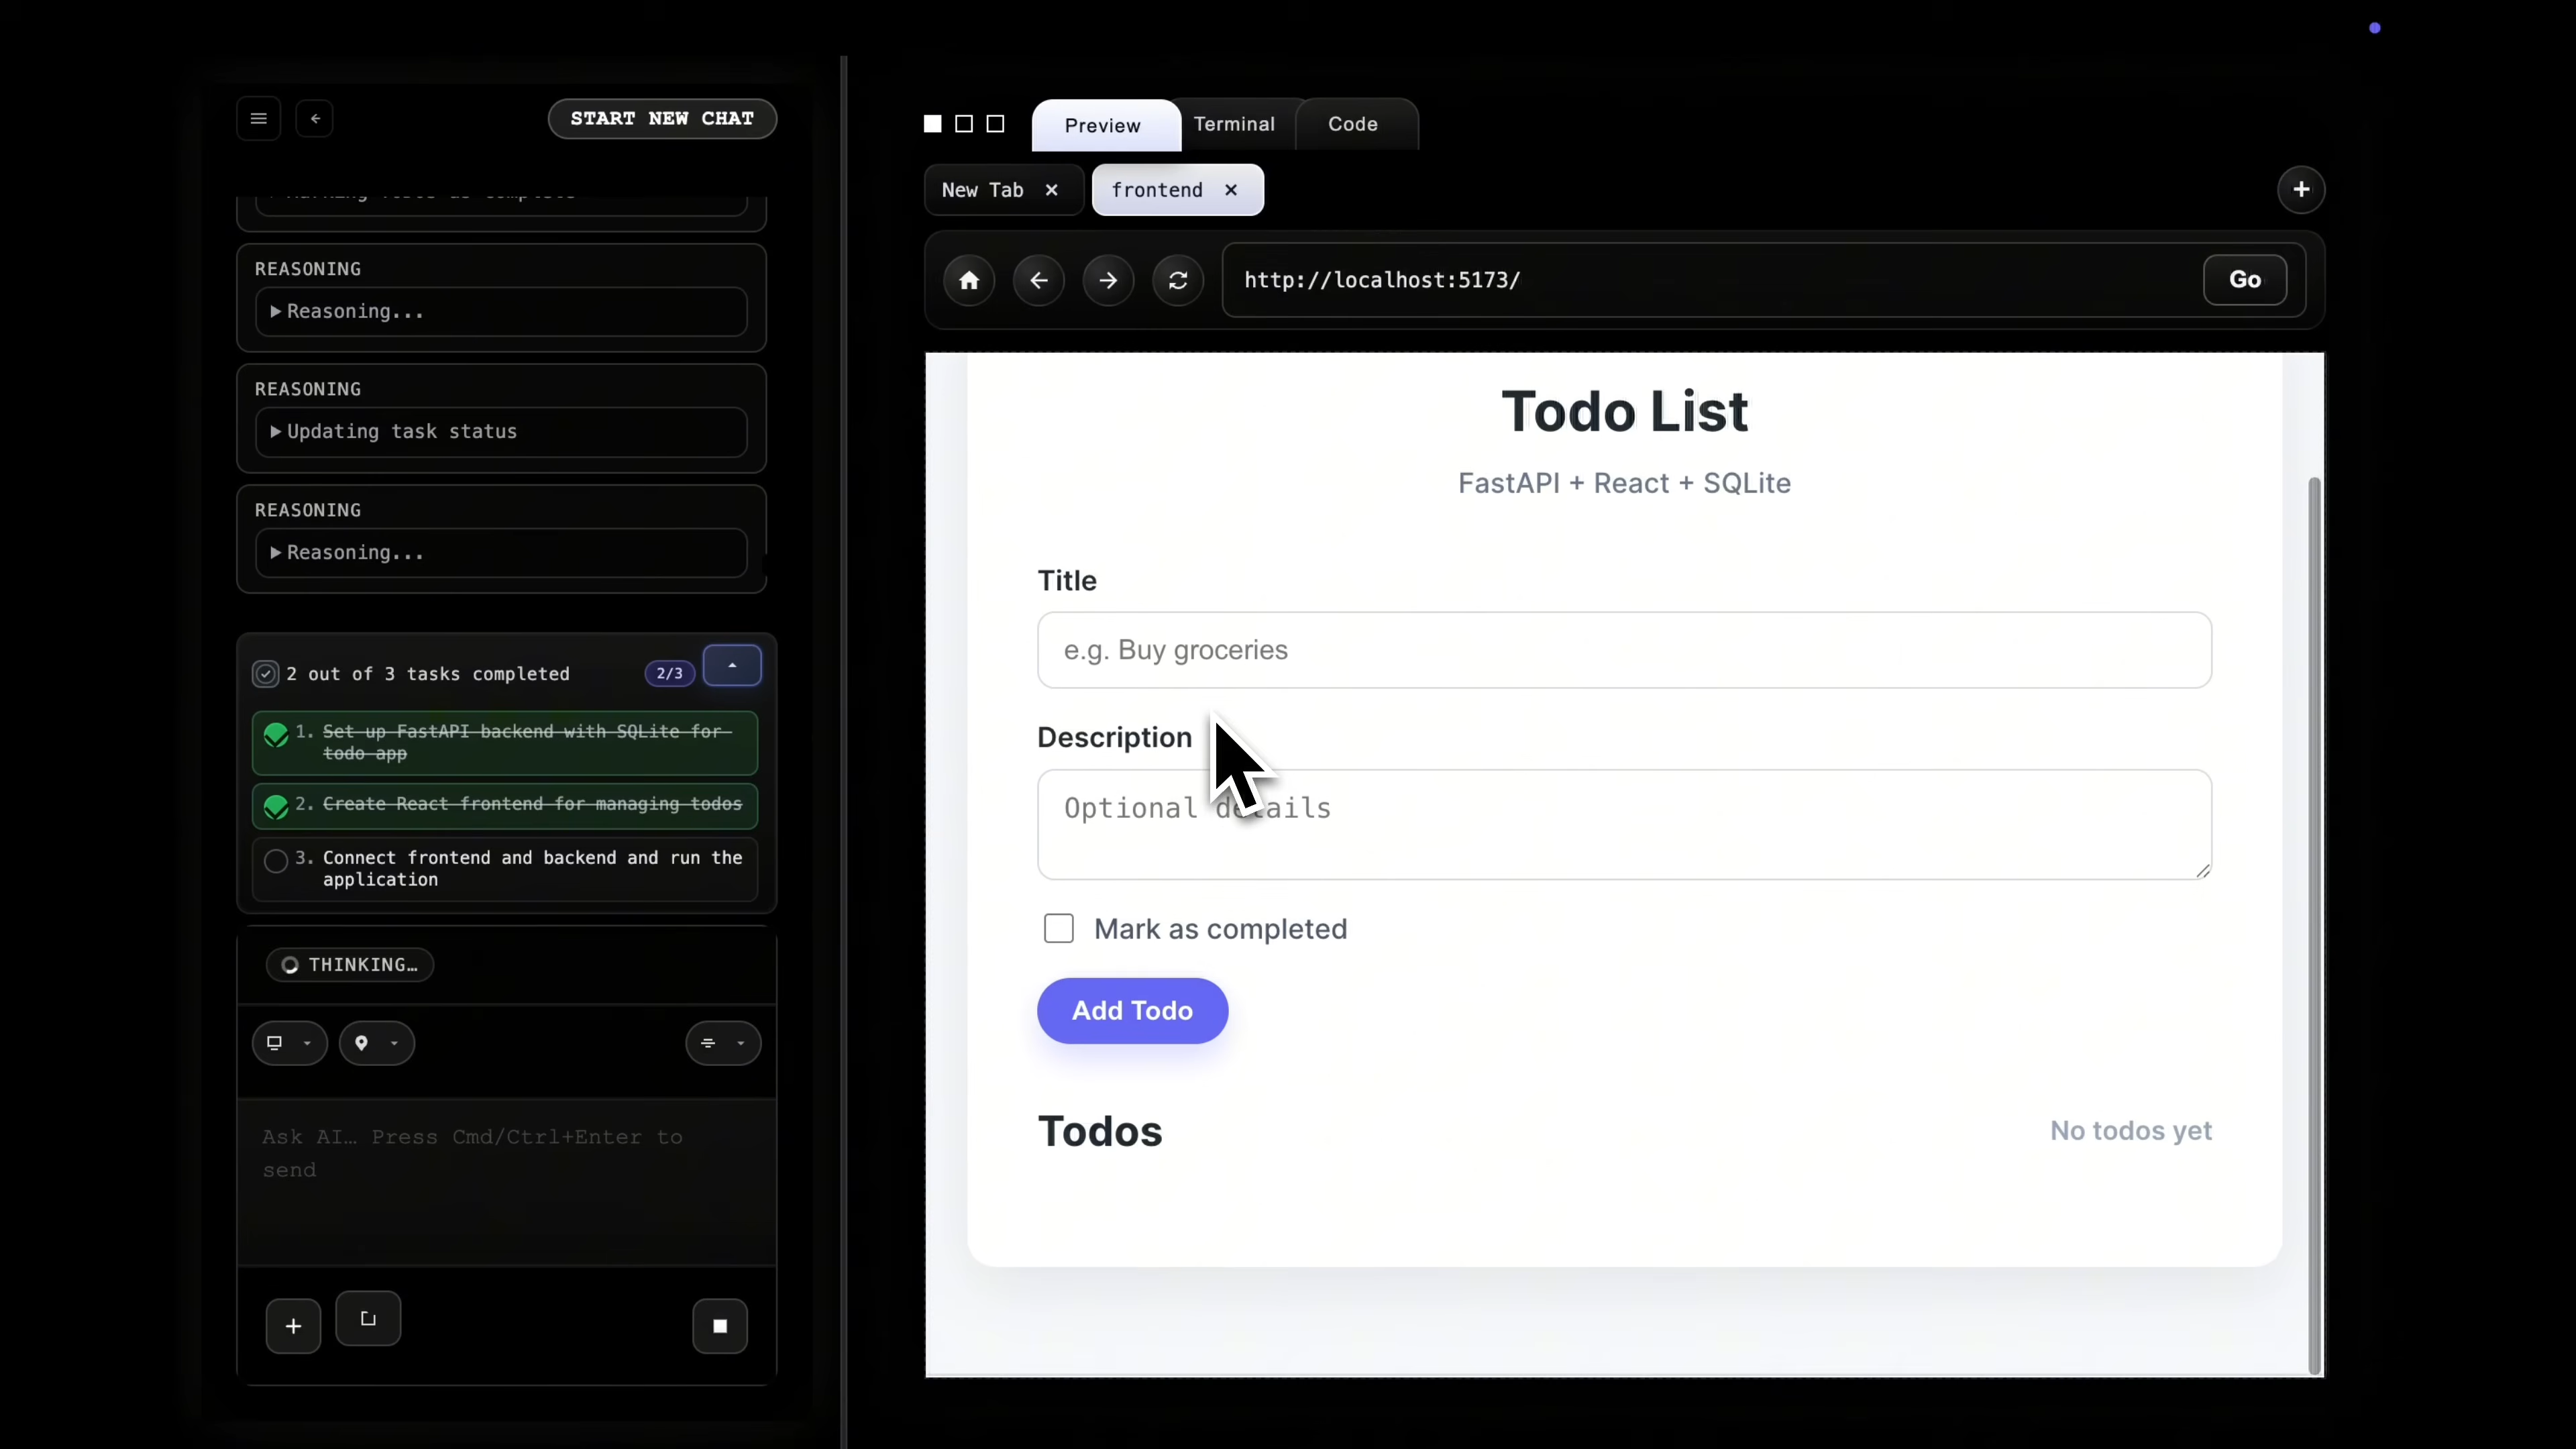 START NEW CHAT
REASONING
Reasoning...
REASONING
Updating task status
REASONING
Reasoning...
2 out of 3 tasks completed
2/3
1. Set up FastAPI backend with SQLite for
todo app
2. Create React frontend for managing todos
3. Connect frontend and backend and run the
application
THINKING…
Ask AI… Press Cmd/Ctrl+Enter to
send
Preview
Terminal
Code
New Tab
frontend
http://localhost:5173/
Go
Todo List
FastAPI + React + SQLite
Title
e.g. Buy groceries
Description
Optional details
Mark as completed
Add Todo
Todos
No todos yet